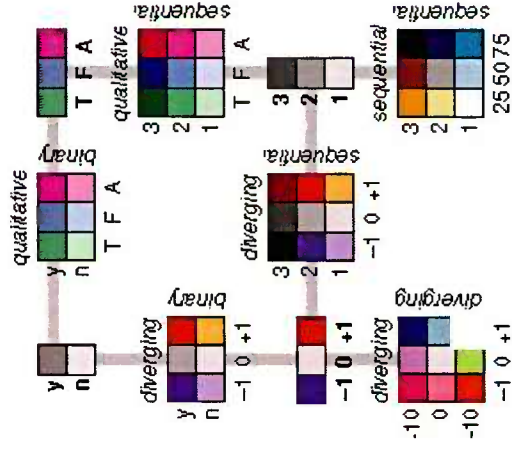 T F A
qualitative
sequential
3
2
1
T F A
qualitative
binary
y
n
T F A
y
n
diverging
binary
y
n
-1 0 +1
diverging
sequential
3
2
1
-1 0 +1
3
2
1
-1 0 +1
diverging
diverging
-10
0
-10
-1 0 +1
sequential
sequential
3
2
1
25 50 75